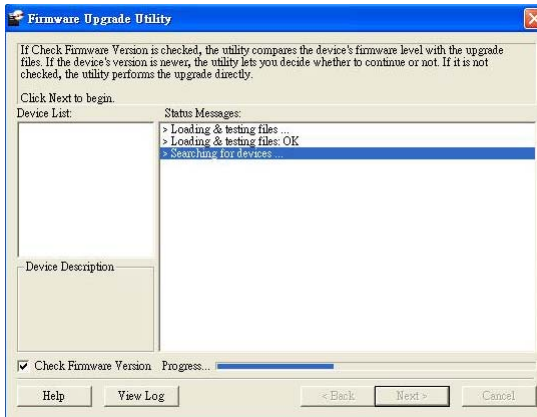 Firmware Upgrade Utility
If Check Firmware Version is checked, the utility compares the device's firmware level with the upgrade
files. If the device's version is newer, the utility lets you decide whether to continue or not. If it is not
checked, the utility performs the upgrade directly.
Click Next to begin.
Device List:
Status Messages:
> Loading & testing files ...
> Loading & testing files: OK
> Searching for devices ...
Device Description
Check Firmware Version Progress...
Help View Log < Back Next > Cancel